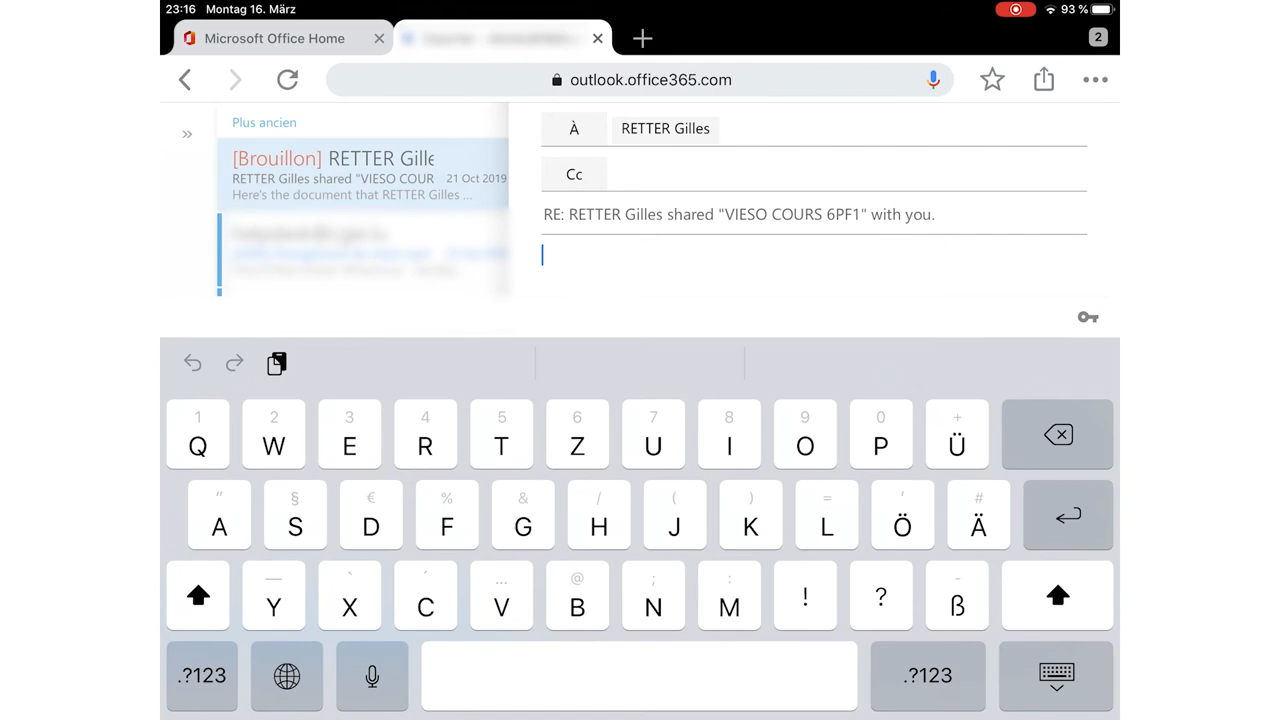 23:16 Montag 16. März
93 %
Microsoft Office Home
2
outlook.office365.com
Plus ancien
[Brouillon] RETTER Gille
RETTER Gilles shared "VIESO COUR 21 Oct 2019
Here's the document that RETTER Gilles ...
À RETTER Gilles
Cc
RE: RETTER Gilles shared "VIESO COURS 6PF1" with you.
1 2 3 4 5 6 7 8 9 0 +
Q W E R T Z U I O P Ü
" § € % & / ( ) = ' #
A S D F G H J K L Ö Ä
— ` ´ ... @ ; : -
Y X C V B N M ! ? ß
.?123 .?123